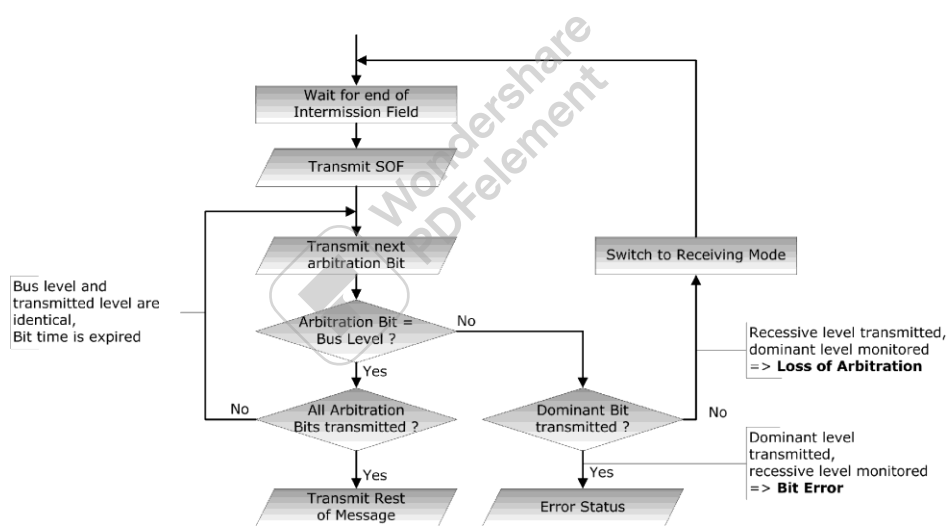 Wait for end of
Intermission Field
Transmit SOF
Transmit next
arbitration Bit
Switch to Receiving Mode
Bus level and
transmitted level are
identical,
Bit time is expired
Arbitration Bit =
Bus Level ?
No
Yes
Recessive level transmitted,
dominant level monitored
=> Loss of Arbitration
No
All Arbitration
Bits transmitted ?
Dominant Bit
transmitted ?
No
Yes
Yes
Dominant level
transmitted,
recessive level monitored
=> Bit Error
Transmit Rest
of Message
Error Status
Wondershare
PDFelement